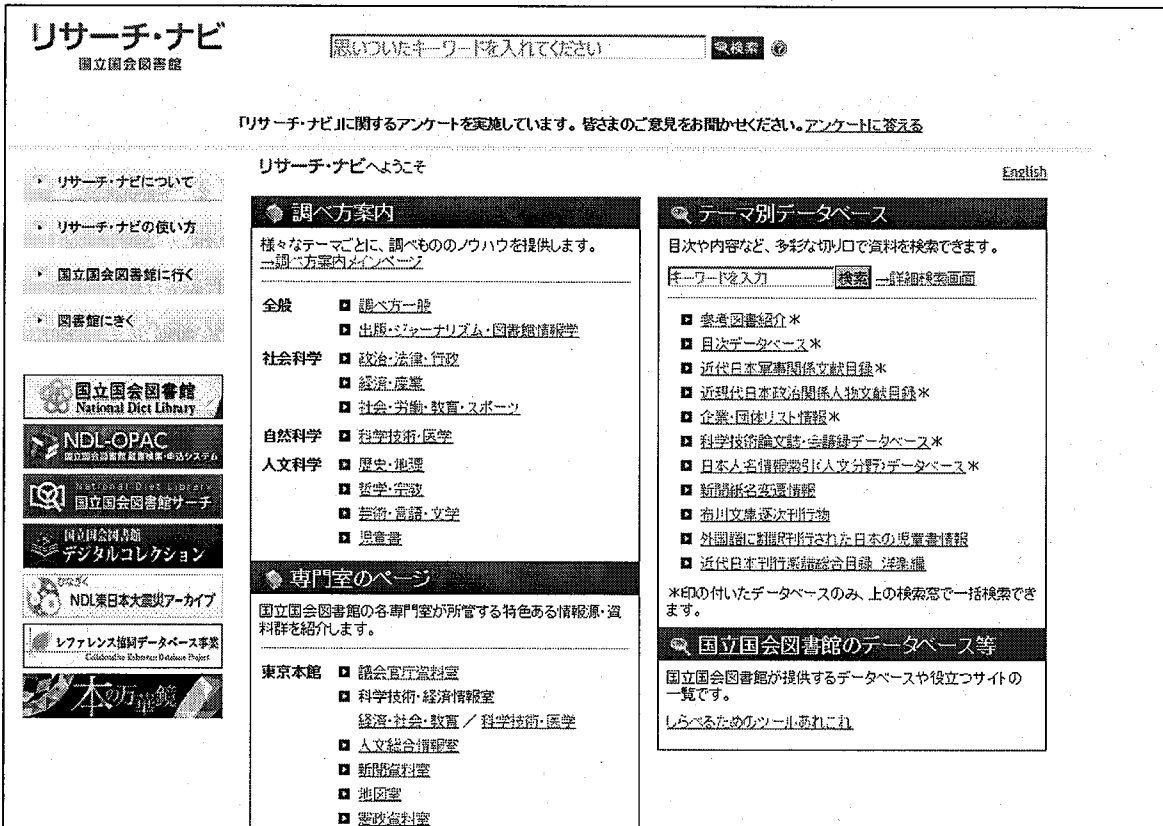 リサーチ・ナビ
国立国会図書館
思いついたキーワードを入れてください
検索
「リサーチ・ナビ」に関するアンケートを実施しています。皆さまのご意見をお聞かせください。アンケートに答える
リサーチ・ナビについて
リサーチ・ナビの使い方
国立国会図書館に行く
図書館にきく
国立国会図書館
National Diet Library
NDL-OPAC
国立国会図書館蔵書検索・申込システム
National Diet Library
国立国会図書館サーチ
国立国会図書館
デジタルコレクション
ひなぎく
NDL東日本大震災アーカイブ
レファレンス協同データベース事業
Collaborative Reference Database Project
本の万華鏡
リサーチ・ナビへようこそ
English
調べ方案内
様々なテーマごとに、調べもののノウハウを提供します。
→調べ方案内メインページ
全般
調べ方一般
出版・ジャーナリズム・図書館情報学
社会科学
政治・法律・行政
経済・産業
社会・労働・教育・スポーツ
自然科学
科学技術・医学
人文科学
歴史・地理
哲学・宗教
芸術・言語・文学
児童書
専門室のページ
国立国会図書館の各専門室が所管する特色ある情報源・資
料群を紹介します。
東京本館
議会官庁資料室
科学技術・経済情報室
経済・社会・教育 / 科学技術・医学
人文総合情報室
新聞資料室
地図室
憲政資料室
テーマ別データベース
目次や内容など、多彩な切り口で資料を検索できます。
キーワードを入力 検索 →詳細検索画面
参考図書紹介*
目次データベース*
近代日本軍事関係文献目録*
近現代日本政治関係人物文献目録*
企業・団体リスト情報*
科学技術論文誌・会議録データベース*
日本人名情報索引(人文分野)データベース*
新聞紙名変遷情報
布川文庫逐次刊行物
外国語に翻訳刊行された日本の児童書情報
近代日本刊行楽譜総合目録 洋楽編
*印の付いたデータベースのみ、上の検索窓で一括検索でき
ます。
国立国会図書館のデータベース等
国立国会図書館が提供するデータベースや役立つサイトの
一覧です。
しらべるためのツールあれこれ